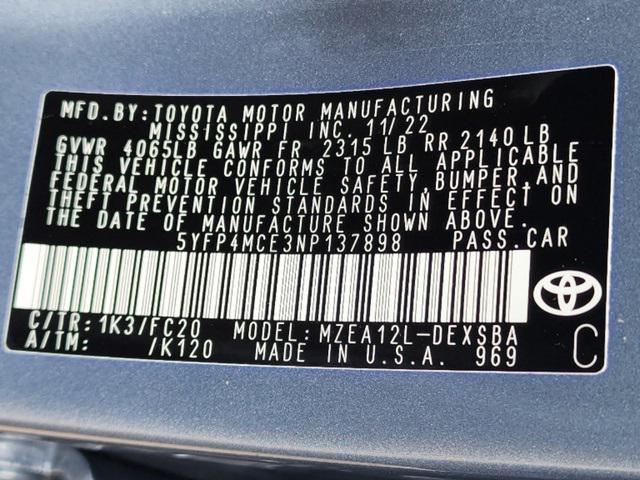 MFD. BY: TOYOTA MOTOR MANUFACTURING
MISSISSIPPI INC. 11/22
GVWR 4065LB GAWR FR 2315 LB RR 2140 LB
THIS VEHICLE CONFORMS TO ALL APPLICABLE
FEDERAL MOTOR VEHICLE SAFETY, BUMPER, AND
THEFT PREVENTION STANDARDS IN EFFECT ON
THE DATE OF MANUFACTURE SHOWN ABOVE.
5YFP4MCE3NP137898 PASS.CAR
C/TR: 1K3/FC20 MODEL: MZEA12L-DEXSBA
A/TM: /K120 MADE IN U.S.A. 969 C